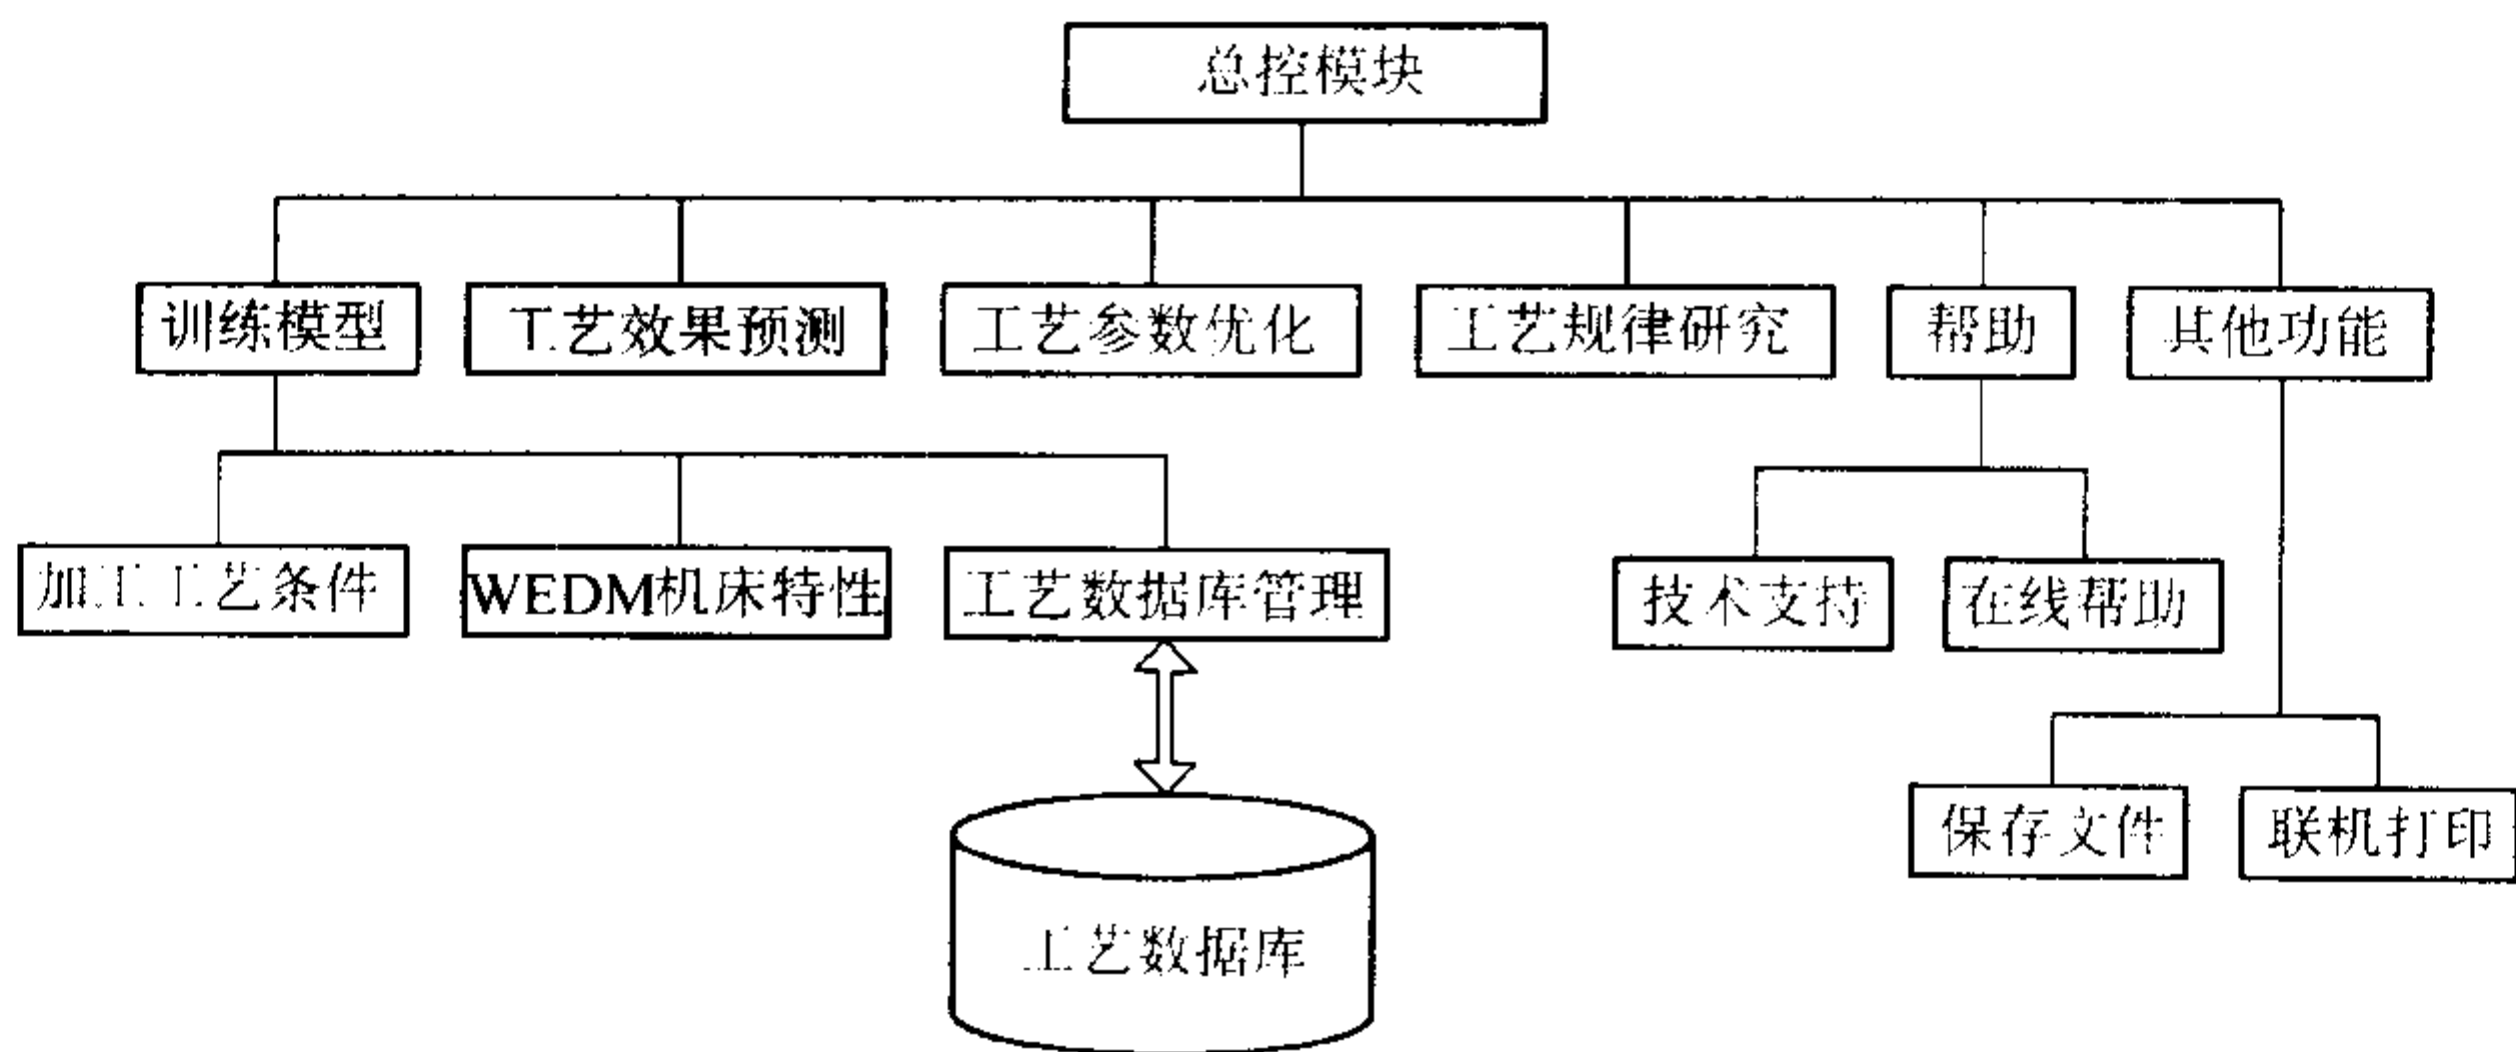 总控模块
训练模型
工艺效果预测
工艺参数优化
工艺规律研究
帮助
其他功能
加工工艺条件
WEDM机床特性
工艺数据库管理
技术支持
在线帮助
保存文件
联机打印
工艺数据库